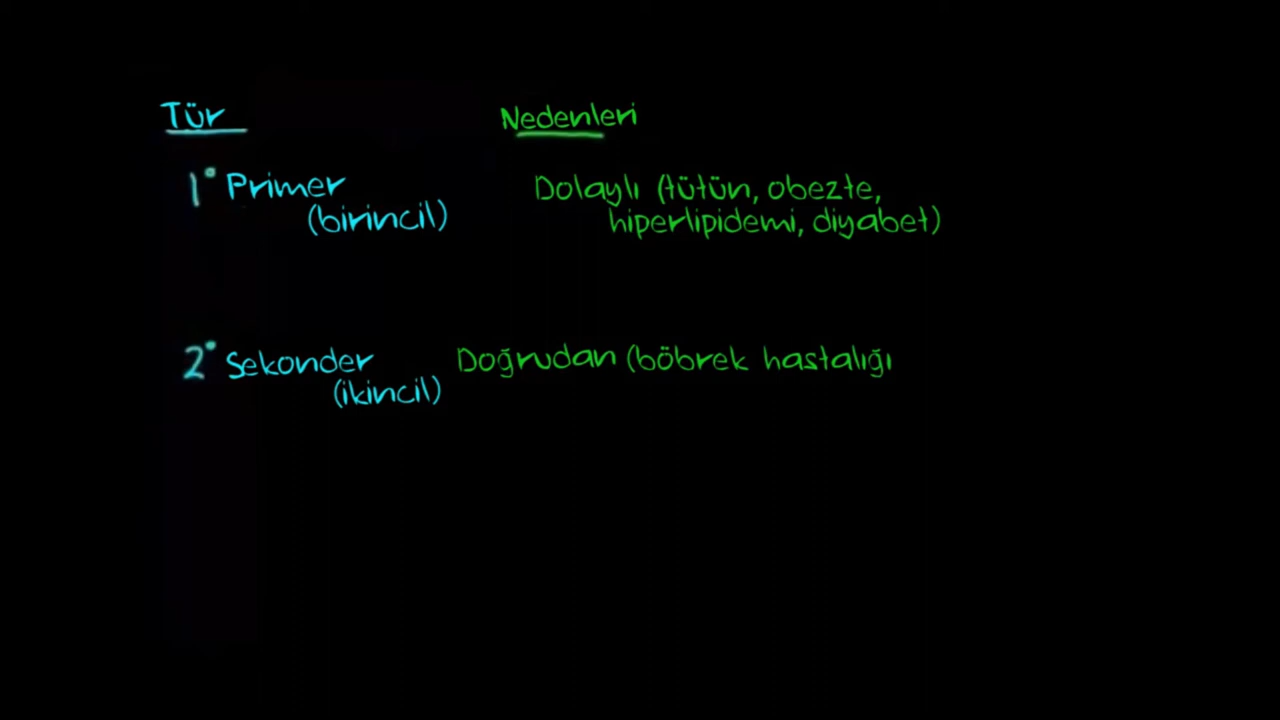 Tür Nedenleri
1° Primer Dolaylı (tütün, obezte,
(birincil) hiperlipidemi, diyabet)
2° Sekonder Doğrudan (böbrek hastalığı
(ikincil)